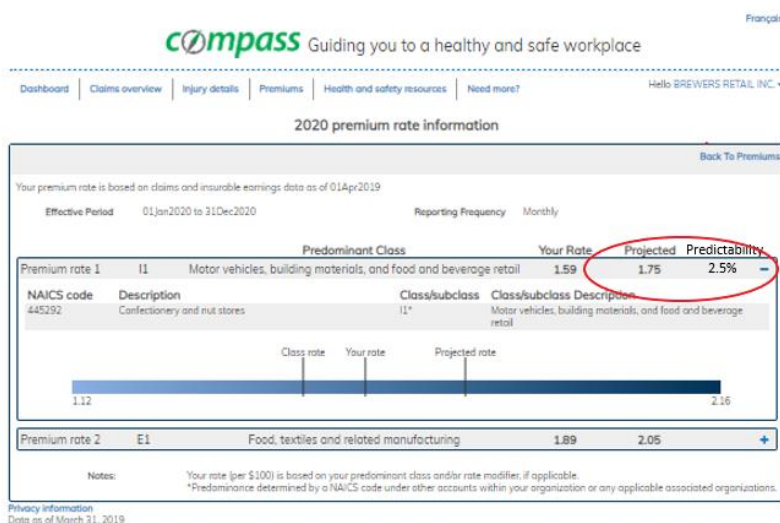 Françai
compass Guiding you to a healthy and safe workplace
Dashboard Claims overview Injury details Premiums Health and safety resources Need more? Hello BREWERS RETAIL INC.
2020 premium rate information
Back To Premiums
Your premium rate is based on claims and insurable earnings data as of 01Apr2019
Effective Period 01Jan2020 to 31Dec2020 Reporting Frequency Monthly
Predominant Class Your Rate Projected Predictability
Premium rate 1 I1 Motor vehicles, building materials, and food and beverage retail 1.59 1.75 2.5% −
NAICS code Description Class/subclass Class/subclass Description
445292 Confectionery and nut stores I1* Motor vehicles, building materials, and food and beverage
retail
Class rate Your rate Projected rate
1.12 2.16
Premium rate 2 E1 Food, textiles and related manufacturing 1.89 2.05 +
Notes: Your rate (per $100) is based on your predominant class and/or rate modifier, if applicable.
*Predominance determined by a NAICS code under other accounts within your organization or any applicable associated organizations.
Privacy information
Data as of March 31, 2019